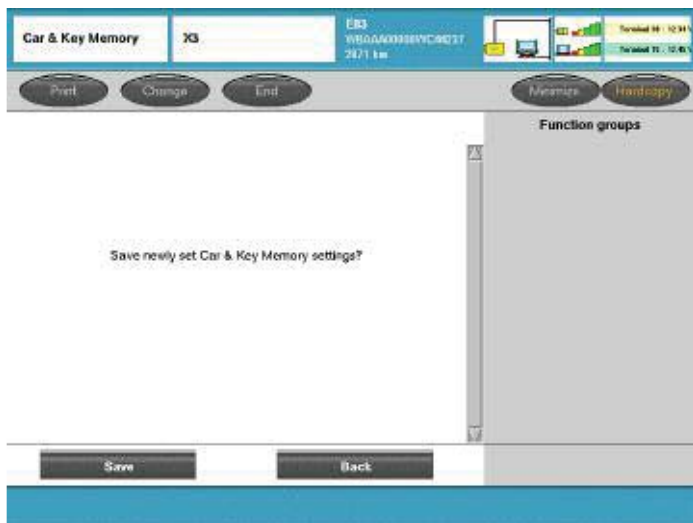 Car & Key Memory
X3
E83
2871 km
Print
Change
End
Minimize
Hardcopy
Function groups
Save newly set Car & Key Memory settings?
Save
Back